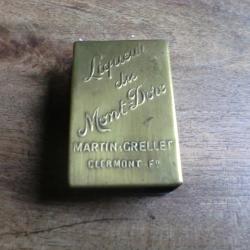 Liqueur
du
Mont-Dore
MARTIN & GRELLET
CLERMONT-Fd